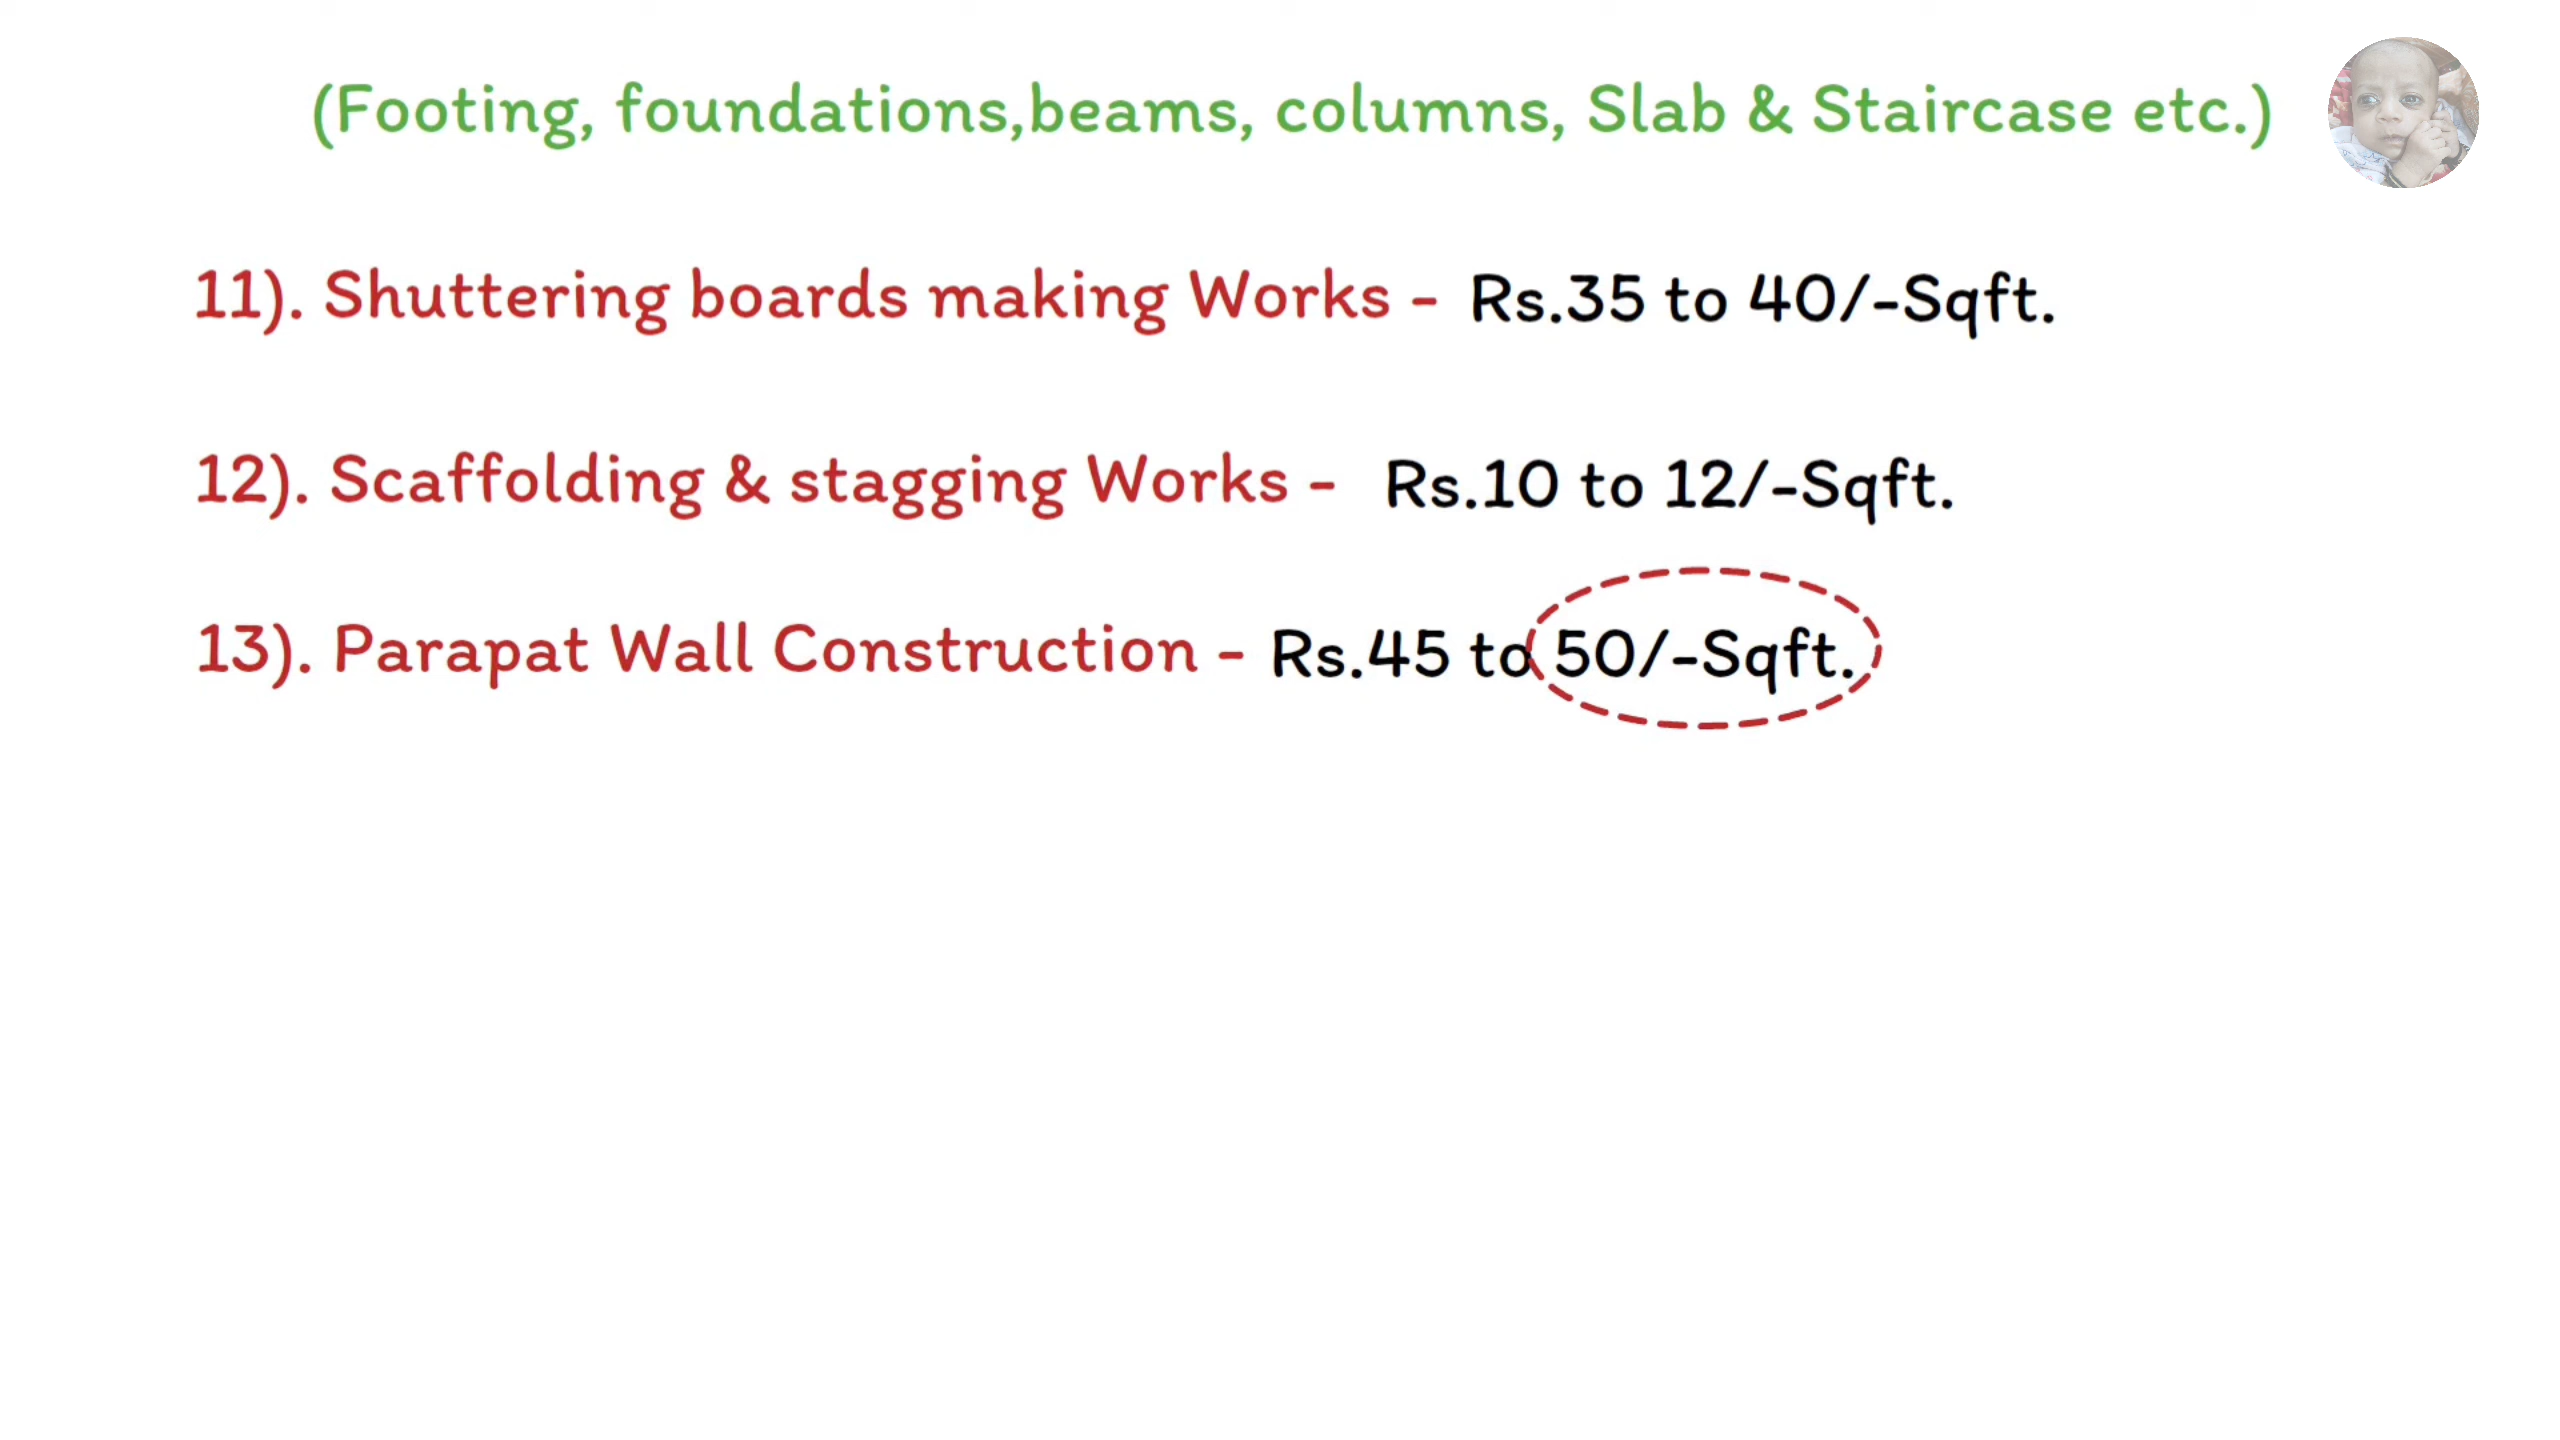 (Footing, foundations,beams, columns, Slab & Staircase etc.)
11). Shuttering boards making Works - Rs.35 to 40/-Sqft.
12). Scaffolding & stagging Works - Rs.10 to 12/-Sqft.
13). Parapat Wall Construction - Rs.45 to 50/-Sqft.